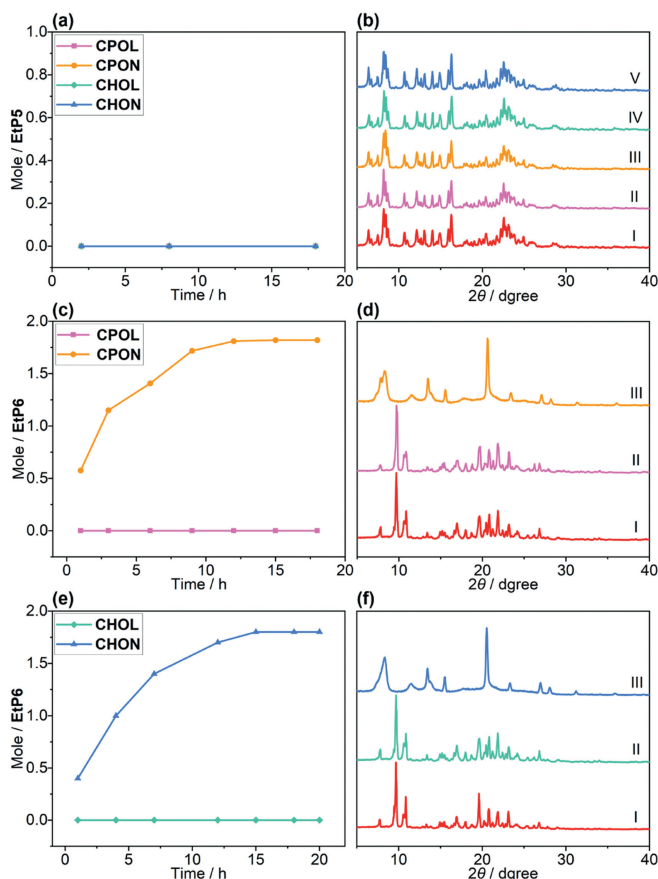 (a)
CPOL
CPON
CHOL
CHON
Mole / EtP5
1.0
0.8
0.6
0.4
0.2
0.0
0 5 10 15 20
Time / h
(b)
V
IV
III
II
I
10 20 30 40
2θ / dgree
(c)
CPOL
CPON
Mole / EtP6
2.0
1.5
1.0
0.5
0.0
0 5 10 15 20
Time / h
(d)
III
II
I
10 20 30 40
2θ / dgree
(e)
CHOL
CHON
Mole / EtP6
2.0
1.5
1.0
0.5
0.0
0 5 10 15 20
Time / h
(f)
III
II
I
10 20 30 40
2θ / dgree